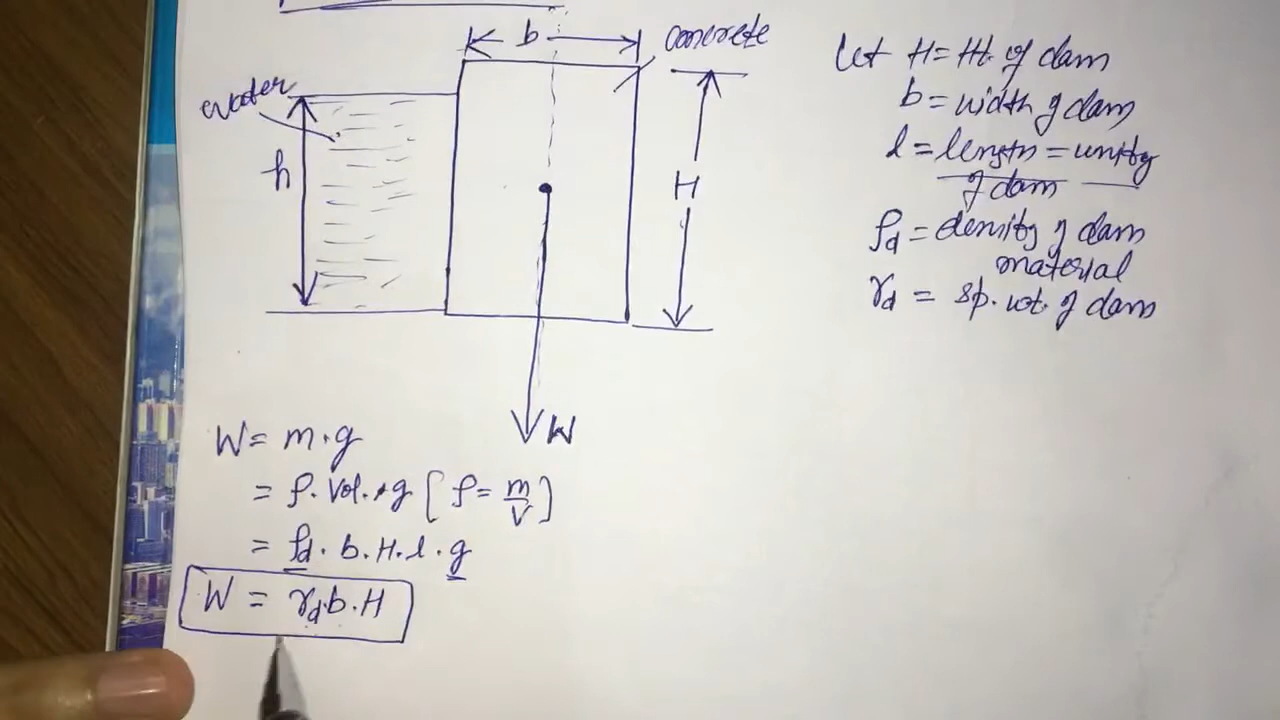 b
concrete
water
h
H
W
Let H = Ht. of dam
b = width of dam
l = length = unity
of dam
ρd = density of dam
material
γd = sp. wt. of dam
W = m.g
= ρ. Vol. g [ρ = m/V]
= ρd . b. H. l . g
W = γd.b.H